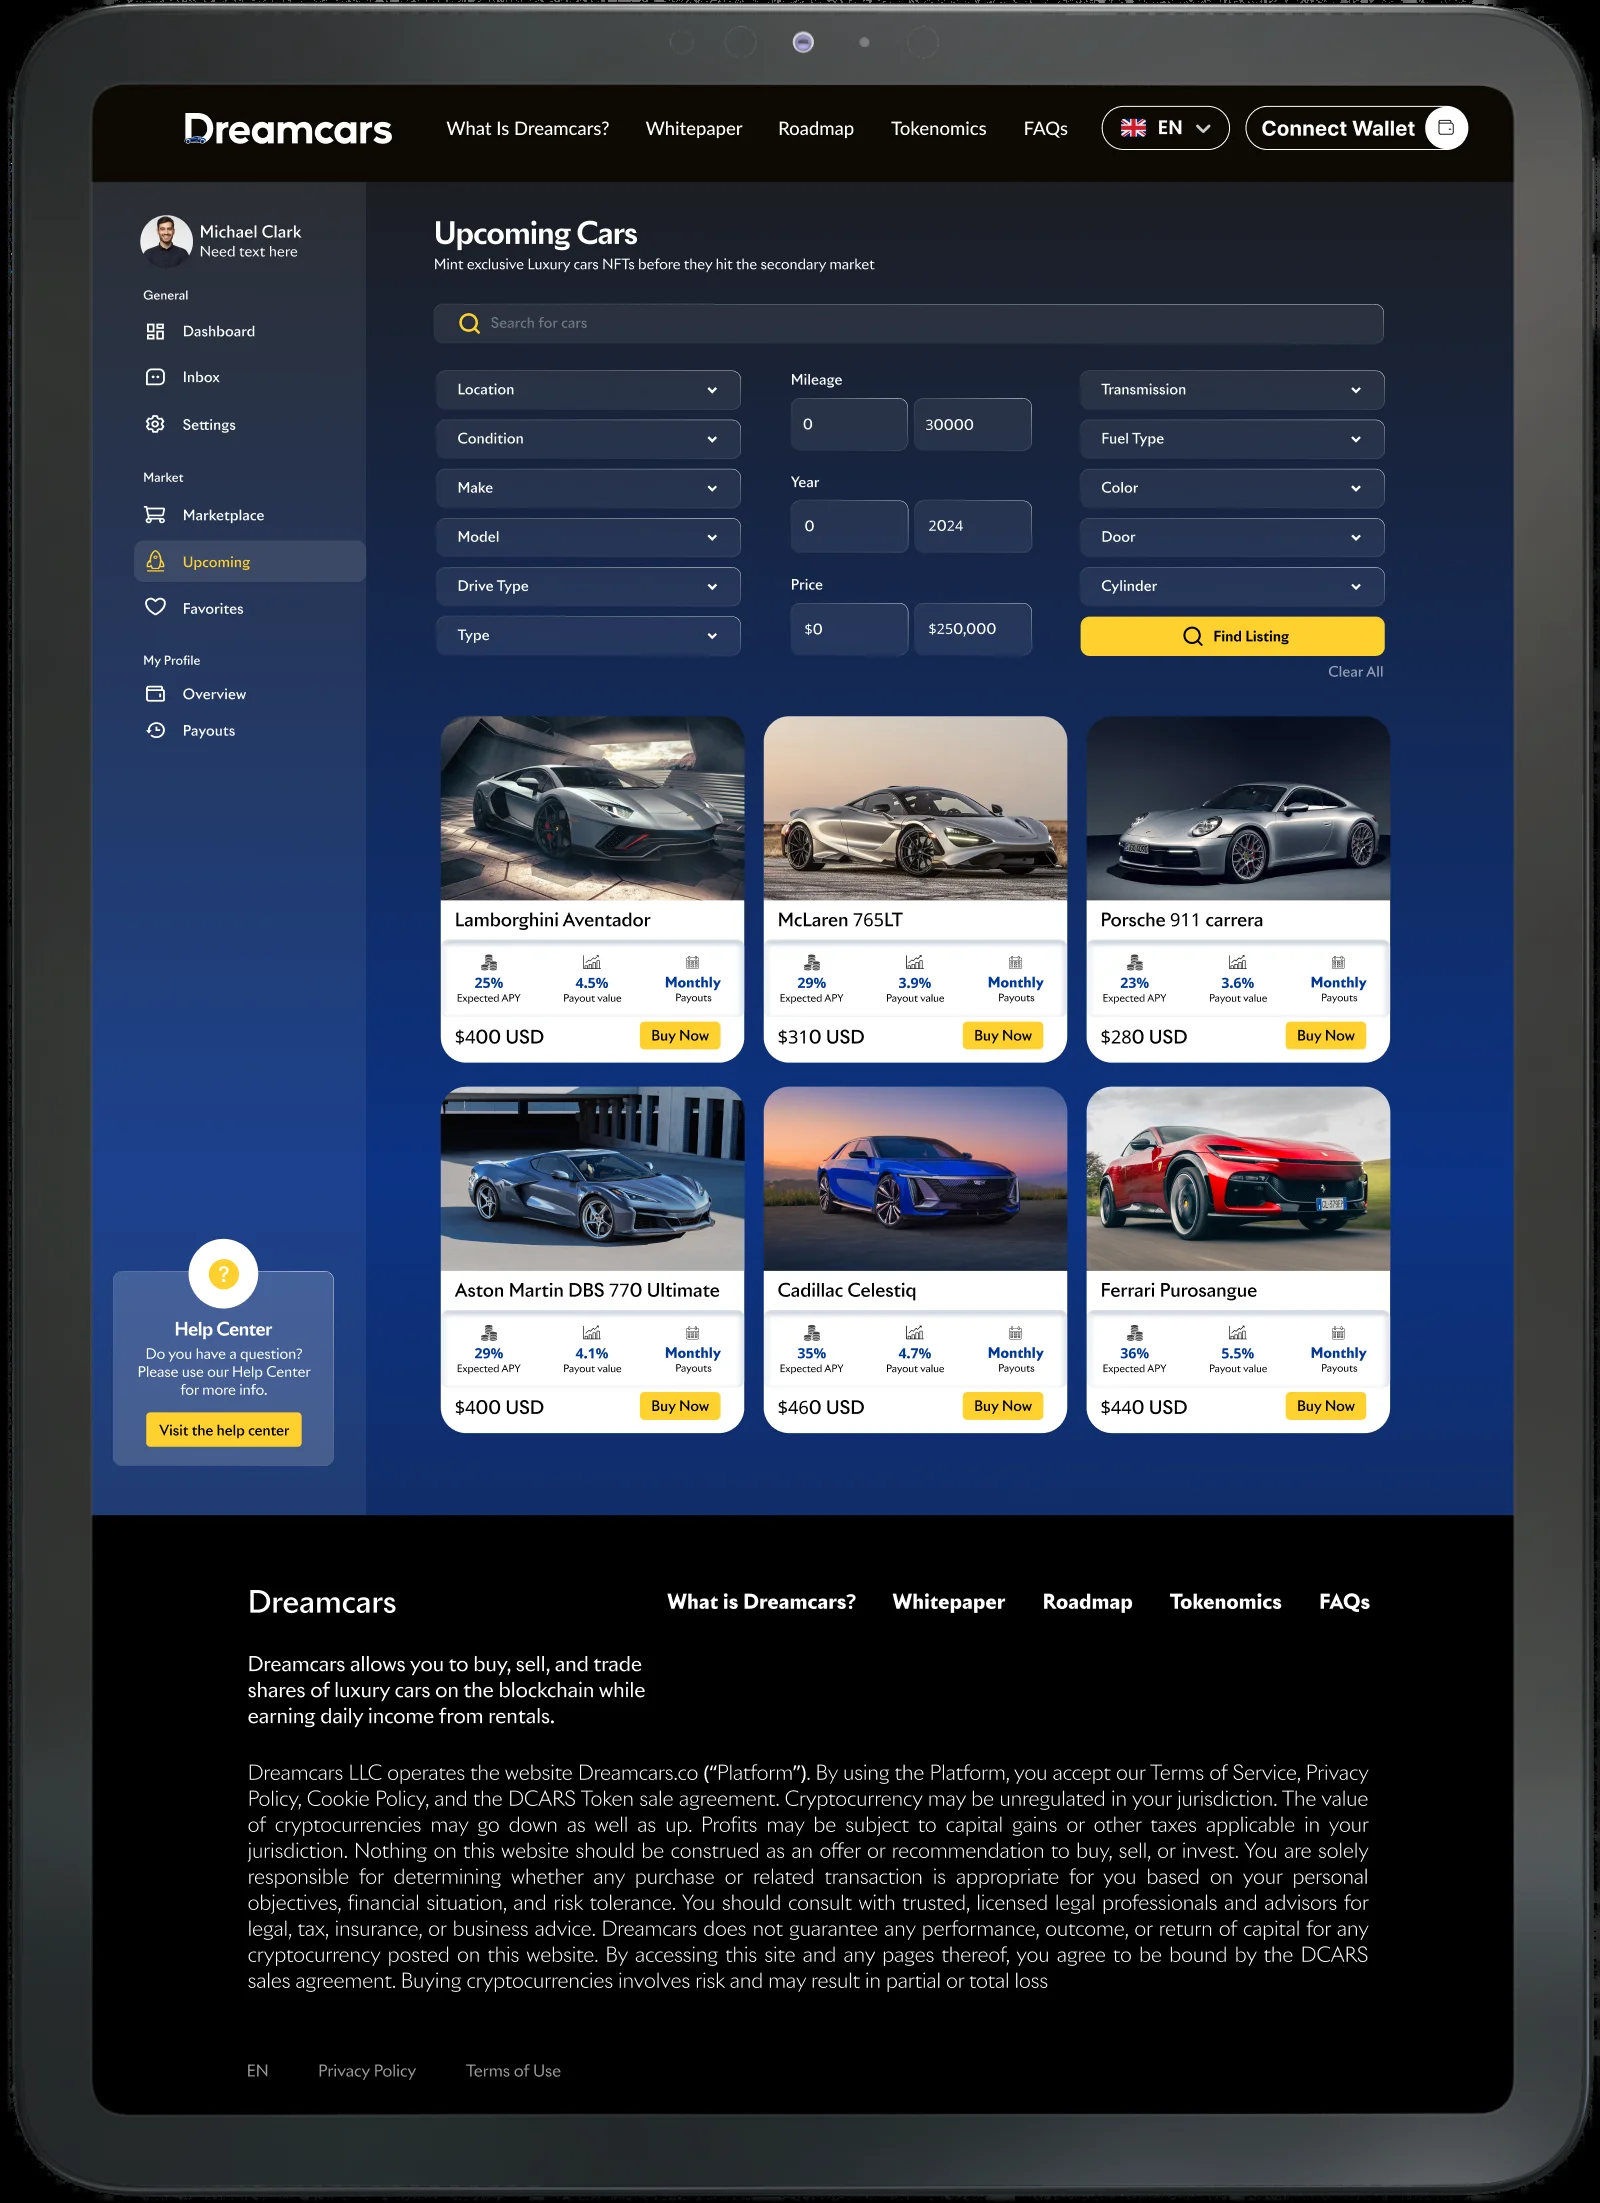 Dreamcars
What Is Dreamcars?
Whitepaper
Roadmap
Tokenomics
FAQs
EN
Connect Wallet
Michael Clark
Need text here
General
Dashboard
Inbox
Settings
Market
Marketplace
Upcoming
Favorites
My Profile
Overview
Payouts
?
Help Center
Do you have a question?
Please use our Help Center
for more info.
Visit the help center
Upcoming Cars
Mint exclusive Luxury cars NFTs before they hit the secondary market
Search for cars
Location
Condition
Make
Model
Drive Type
Type
Mileage
0
30000
Year
0
2024
Price
$0
$250,000
Transmission
Fuel Type
Color
Door
Cylinder
Find Listing
Clear All
Lamborghini Aventador
25%
Expected APY
4.5%
Payout value
Monthly
Payouts
$400 USD
Buy Now
McLaren 765LT
29%
Expected APY
3.9%
Payout value
Monthly
Payouts
$310 USD
Buy Now
Porsche 911 carrera
23%
Expected APY
3.6%
Payout value
Monthly
Payouts
$280 USD
Buy Now
Aston Martin DBS 770 Ultimate
29%
Expected APY
4.1%
Payout value
Monthly
Payouts
$400 USD
Buy Now
Cadillac Celestiq
35%
Expected APY
4.7%
Payout value
Monthly
Payouts
$460 USD
Buy Now
Ferrari Purosangue
36%
Expected APY
5.5%
Payout value
Monthly
Payouts
$440 USD
Buy Now
Dreamcars
What is Dreamcars?
Whitepaper
Roadmap
Tokenomics
FAQs
Dreamcars allows you to buy, sell, and trade
shares of luxury cars on the blockchain while
earning daily income from rentals.
Dreamcars LLC operates the website Dreamcars.co (“Platform”). By using the Platform, you accept our Terms of Service, Privacy
Policy, Cookie Policy, and the DCARS Token sale agreement. Cryptocurrency may be unregulated in your jurisdiction. The value
of cryptocurrencies may go down as well as up. Profits may be subject to capital gains or other taxes applicable in your
jurisdiction. Nothing on this website should be construed as an offer or recommendation to buy, sell, or invest. You are solely
responsible for determining whether any purchase or related transaction is appropriate for you based on your personal
objectives, financial situation, and risk tolerance. You should consult with trusted, licensed legal professionals and advisors for
legal, tax, insurance, or business advice. Dreamcars does not guarantee any performance, outcome, or return of capital for any
cryptocurrency posted on this website. By accessing this site and any pages thereof, you agree to be bound by the DCARS
sales agreement. Buying cryptocurrencies involves risk and may result in partial or total loss
EN
Privacy Policy
Terms of Use